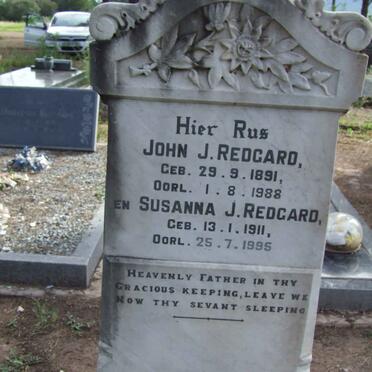 Hier Rus
JOHN J. REDGARD,
GEB. 29.9.1891,
OORL. 1.8.1988
EN SUSANNA J. REDGARD,
GEB. 13.1.1911,
OORL. 25.7.1995
HEAVENLY FATHER IN THY
GRACIOUS KEEPING, LEAVE WE
NOW THY SEVANT SLEEPING